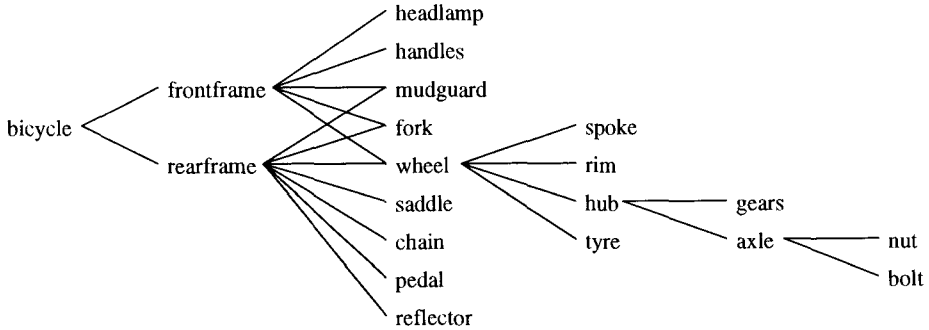 headlamp
handles
frontframe mudguard
bicycle fork spoke
rearframe wheel rim
saddle hub gears
chain tyre axle nut
pedal bolt
reflector